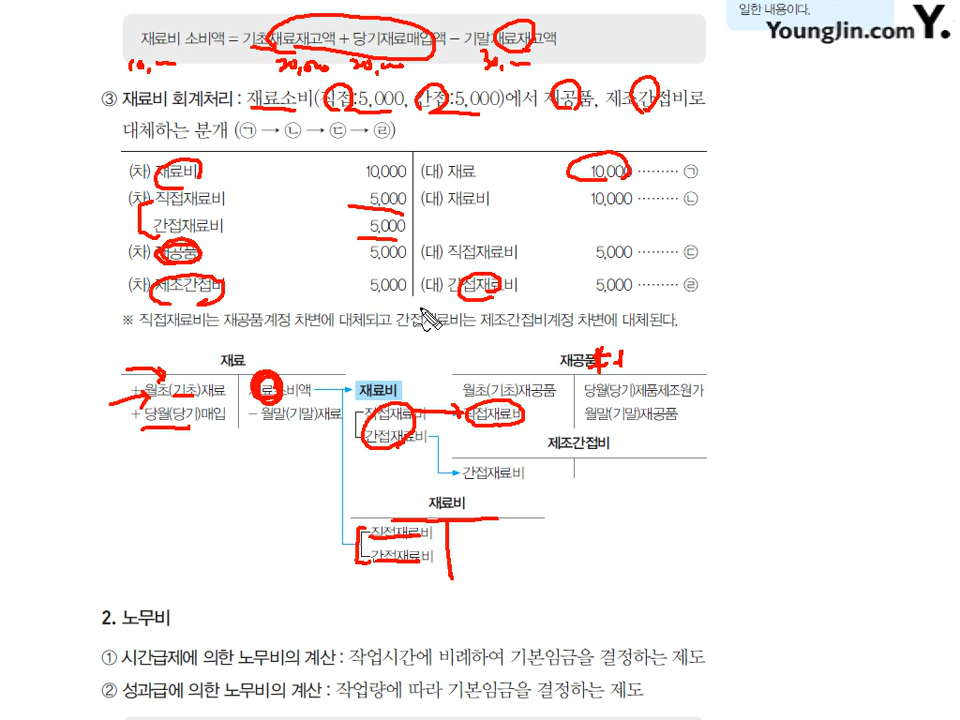 일한 내용이다.
YoungJin.com Y.
재료비 소비액 = 기초재료재고액 + 당기재료매입액 − 기말재료재고액
③ 재료비 회계처리 : 재료소비(직접:5,000, 간접:5,000)에서 재공품, 제조간접비로
대체하는 분개 (㉠ → ㉡ → ㉢ → ㉣)
(차) 재료비 10,000 (대) 재료 10,000 ········· ㉠
(차) 직접재료비 5,000 (대) 재료비 10,000 ········· ㉡
간접재료비 5,000
(차) 재공품 5,000 (대) 직접재료비 5,000 ········· ㉢
(차) 제조간접비 5,000 (대) 간접재료비 5,000 ········· ㉣
※ 직접재료비는 재공품계정 차변에 대체되고 간접재료비는 제조간접비계정 차변에 대체된다.
재료 재공품
+ 월초(기초)재료 재료소비액 재료비 월초(기초)재공품 당월(당기)제품제조원가
+ 당월(당기)매입 − 월말(기말)재료 직접재료비 직접재료비 월말(기말)재공품
간접재료비 제조간접비
간접재료비
재료비
직접재료비
간접재료비
2. 노무비
① 시간급제에 의한 노무비의 계산 : 작업시간에 비례하여 기본임금을 결정하는 제도
② 성과급에 의한 노무비의 계산 : 작업량에 따라 기본임금을 결정하는 제도